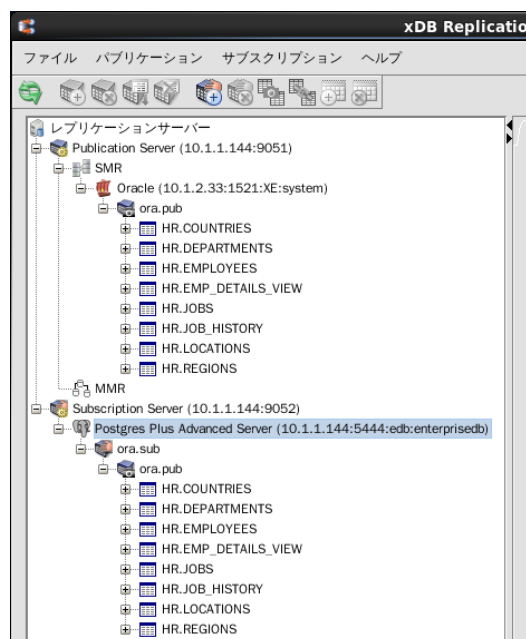 xDB Replicatio
ファイル パブリケーション サブスクリプション ヘルプ
レプリケーションサーバー
Publication Server (10.1.1.144:9051)
SMR
Oracle (10.1.2.33:1521:XE:system)
ora.pub
HR.COUNTRIES
HR.DEPARTMENTS
HR.EMPLOYEES
HR.EMP_DETAILS_VIEW
HR.JOBS
HR.JOB_HISTORY
HR.LOCATIONS
HR.REGIONS
MMR
Subscription Server (10.1.1.144:9052)
Postgres Plus Advanced Server (10.1.1.144:5444:edb:enterprisedb)
ora.sub
ora.pub
HR.COUNTRIES
HR.DEPARTMENTS
HR.EMPLOYEES
HR.EMP_DETAILS_VIEW
HR.JOBS
HR.JOB_HISTORY
HR.LOCATIONS
HR.REGIONS